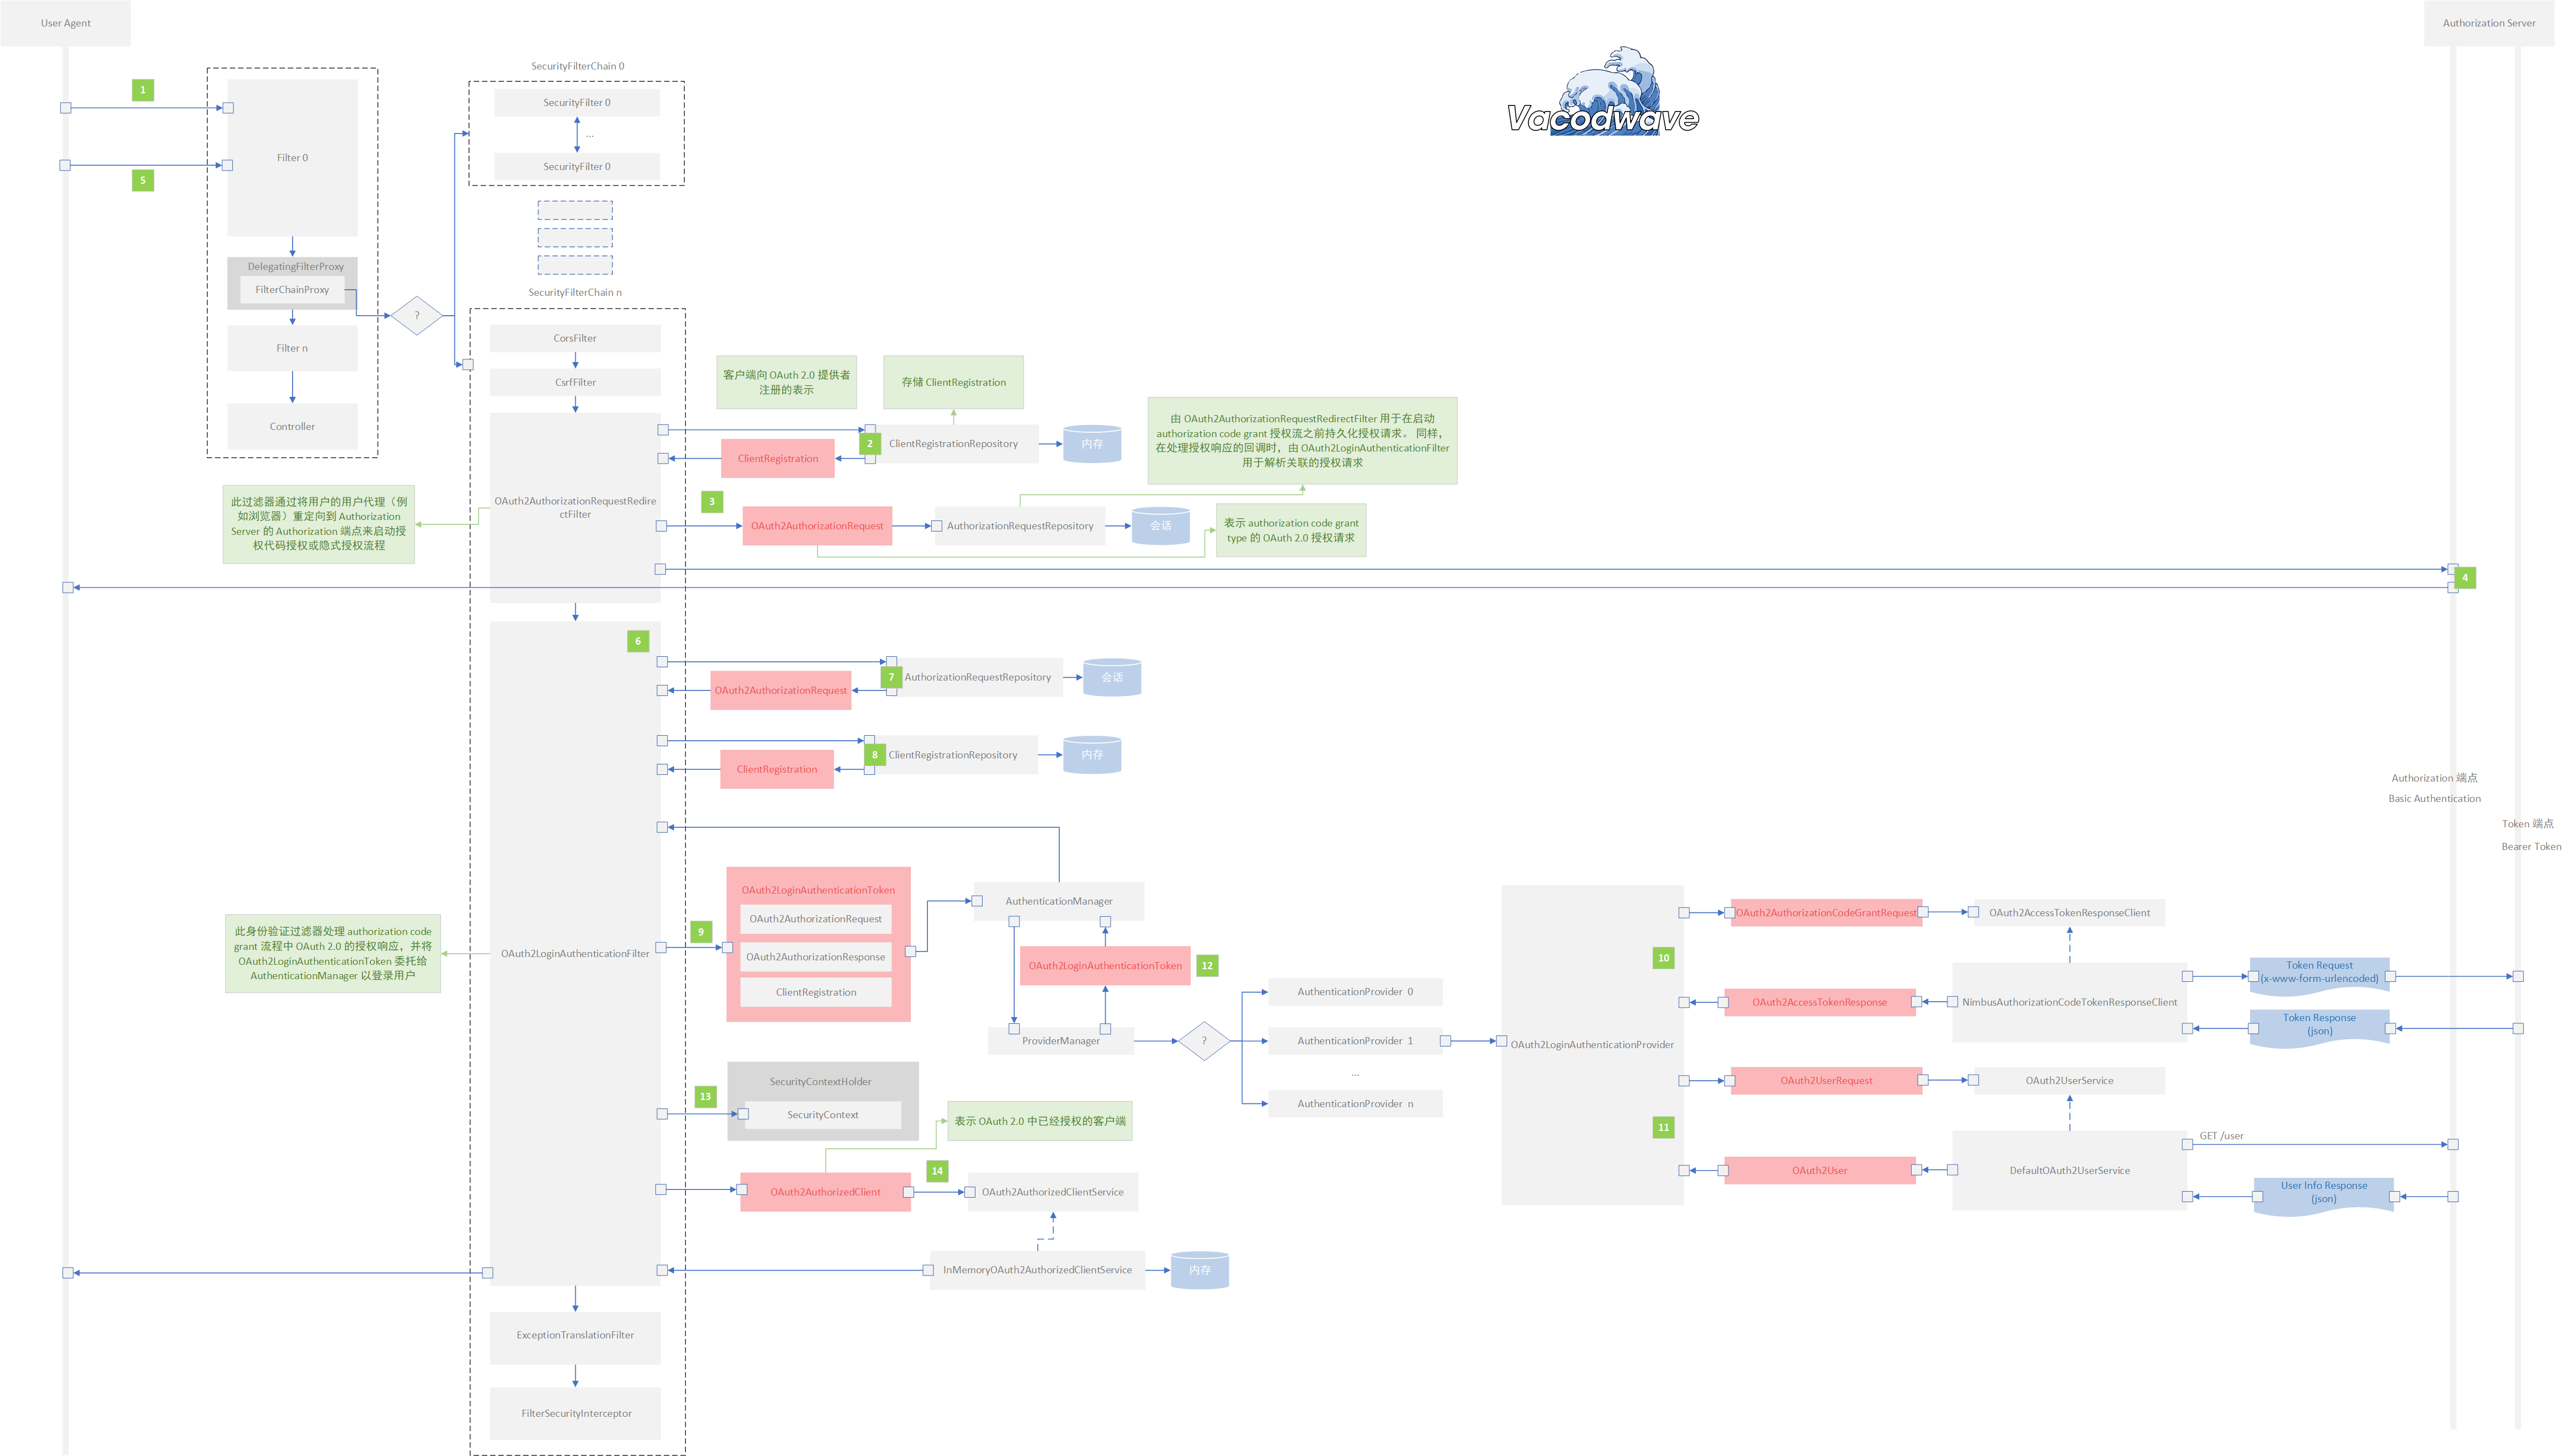 User Agent
Authorization Server
Vacodwave
1
5
Filter 0
DelegatingFilterProxy
FilterChainProxy
Filter n
Controller
?
SecurityFilterChain 0
SecurityFilter 0
...
SecurityFilter 0
SecurityFilterChain n
CorsFilter
CsrfFilter
OAuth2AuthorizationRequestRedire
ctFilter
此过滤器通过将用户的用户代理（例
如浏览器）重定向到 Authorization
Server 的 Authorization 端点来启动授
权代码授权或隐式授权流程
客户端向 OAuth 2.0 提供者
注册的表示
存储 ClientRegistration
2
ClientRegistrationRepository
内存
ClientRegistration
由 OAuth2AuthorizationRequestRedirectFilter 用于在启动
authorization code grant 授权流之前持久化授权请求。 同样，
在处理授权响应的回调时，由 OAuth2LoginAuthenticationFilter
用于解析关联的授权请求
3
OAuth2AuthorizationRequest
AuthorizationRequestRepository
会话
表示 authorization code grant
type 的 OAuth 2.0 授权请求
4
6
7
AuthorizationRequestRepository
会话
OAuth2AuthorizationRequest
8
ClientRegistrationRepository
内存
ClientRegistration
Authorization 端点
Basic Authentication
Token 端点
Bearer Token
此身份验证过滤器处理 authorization code
grant 流程中 OAuth 2.0 的授权响应，并将
OAuth2LoginAuthenticationToken 委托给
AuthenticationManager 以登录用户
OAuth2LoginAuthenticationFilter
9
OAuth2LoginAuthenticationToken
OAuth2AuthorizationRequest
OAuth2AuthorizationResponse
ClientRegistration
AuthenticationManager
OAuth2LoginAuthenticationToken
12
ProviderManager
?
AuthenticationProvider 0
AuthenticationProvider 1
...
AuthenticationProvider n
OAuth2LoginAuthenticationProvider
10
11
OAuth2AuthorizationCodeGrantRequest
OAuth2AccessTokenResponseClient
OAuth2AccessTokenResponse
NimbusAuthorizationCodeTokenResponseClient
Token Request
(x-www-form-urlencoded)
Token Response
(json)
OAuth2UserRequest
OAuth2UserService
OAuth2User
DefaultOAuth2UserService
GET /user
User Info Response
(json)
13
SecurityContextHolder
SecurityContext
表示 OAuth 2.0 中已经授权的客户端
14
OAuth2AuthorizedClient
OAuth2AuthorizedClientService
InMemoryOAuth2AuthorizedClientService
内存
ExceptionTranslationFilter
FilterSecurityInterceptor